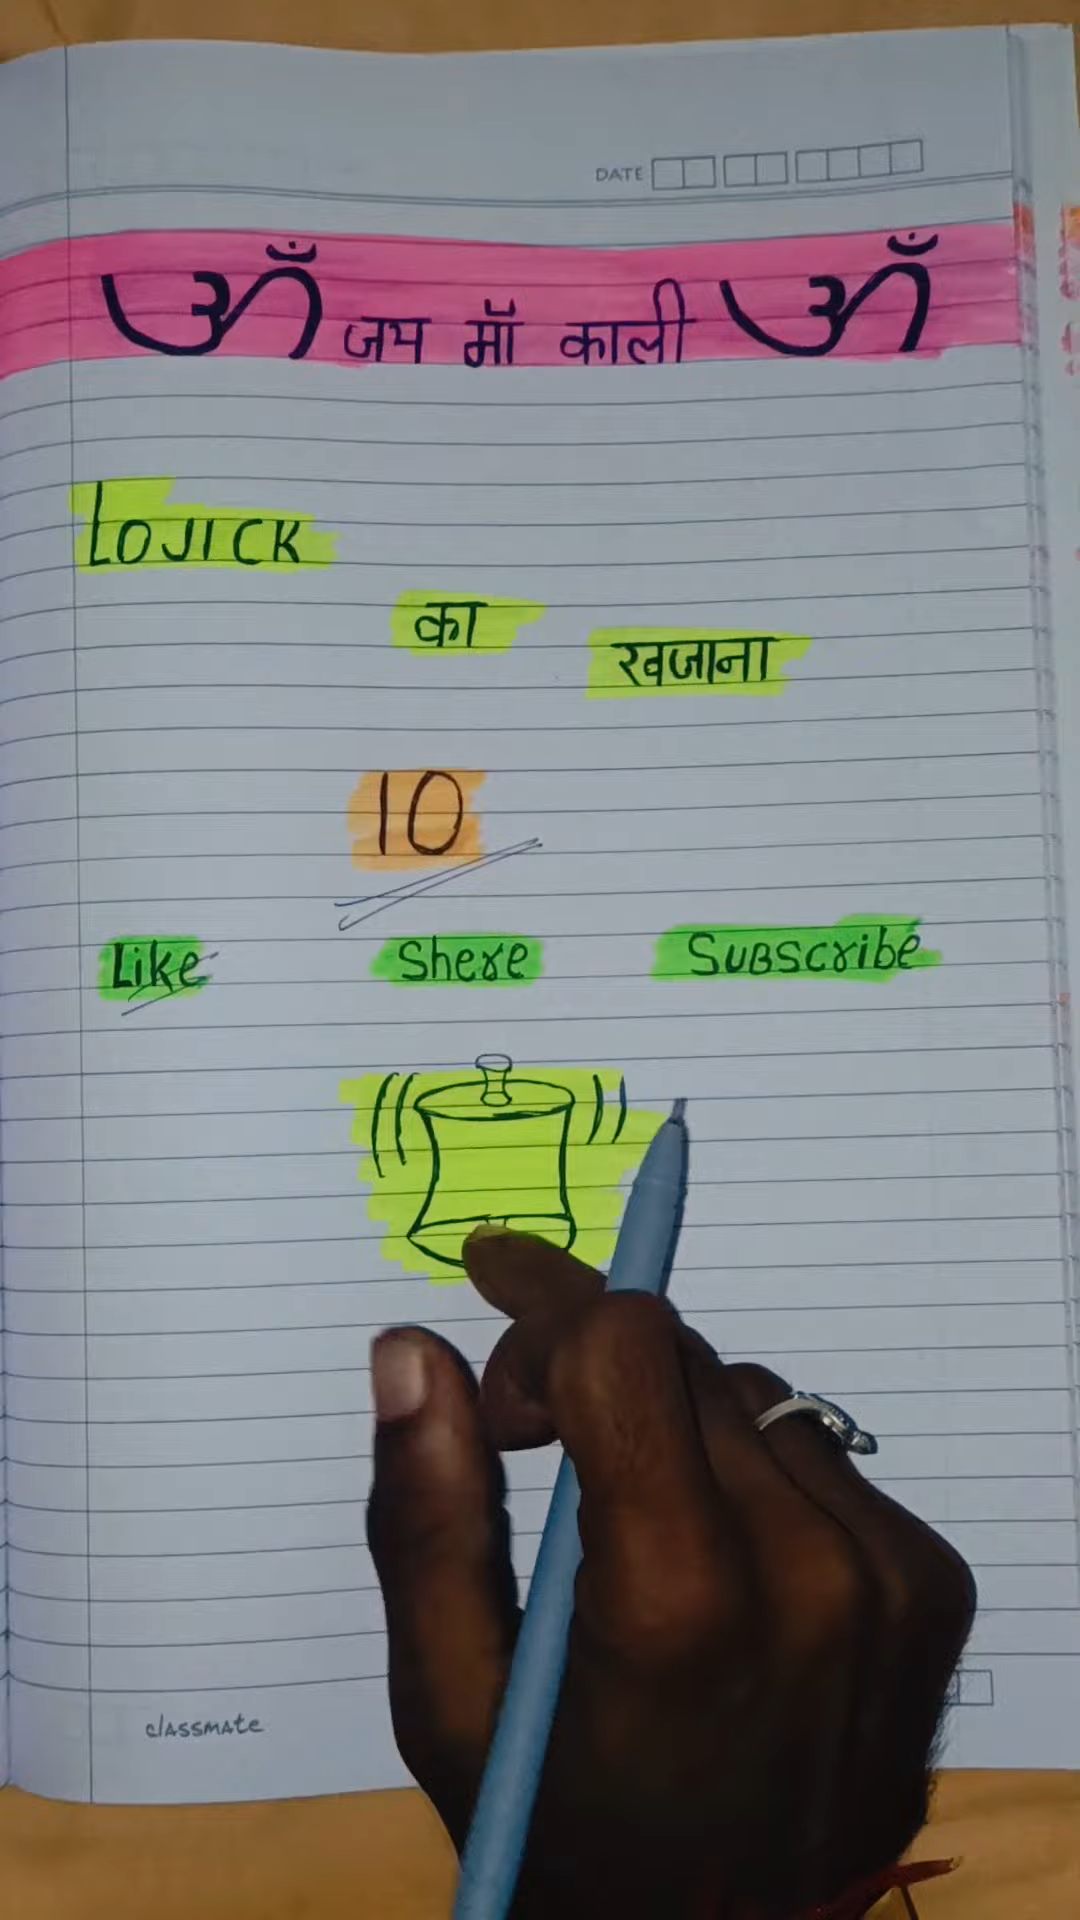 DATE
ॐ जय माँ काली ॐ
LOJICK
का
खजाना
10
Like Shere Subscribe
classmate